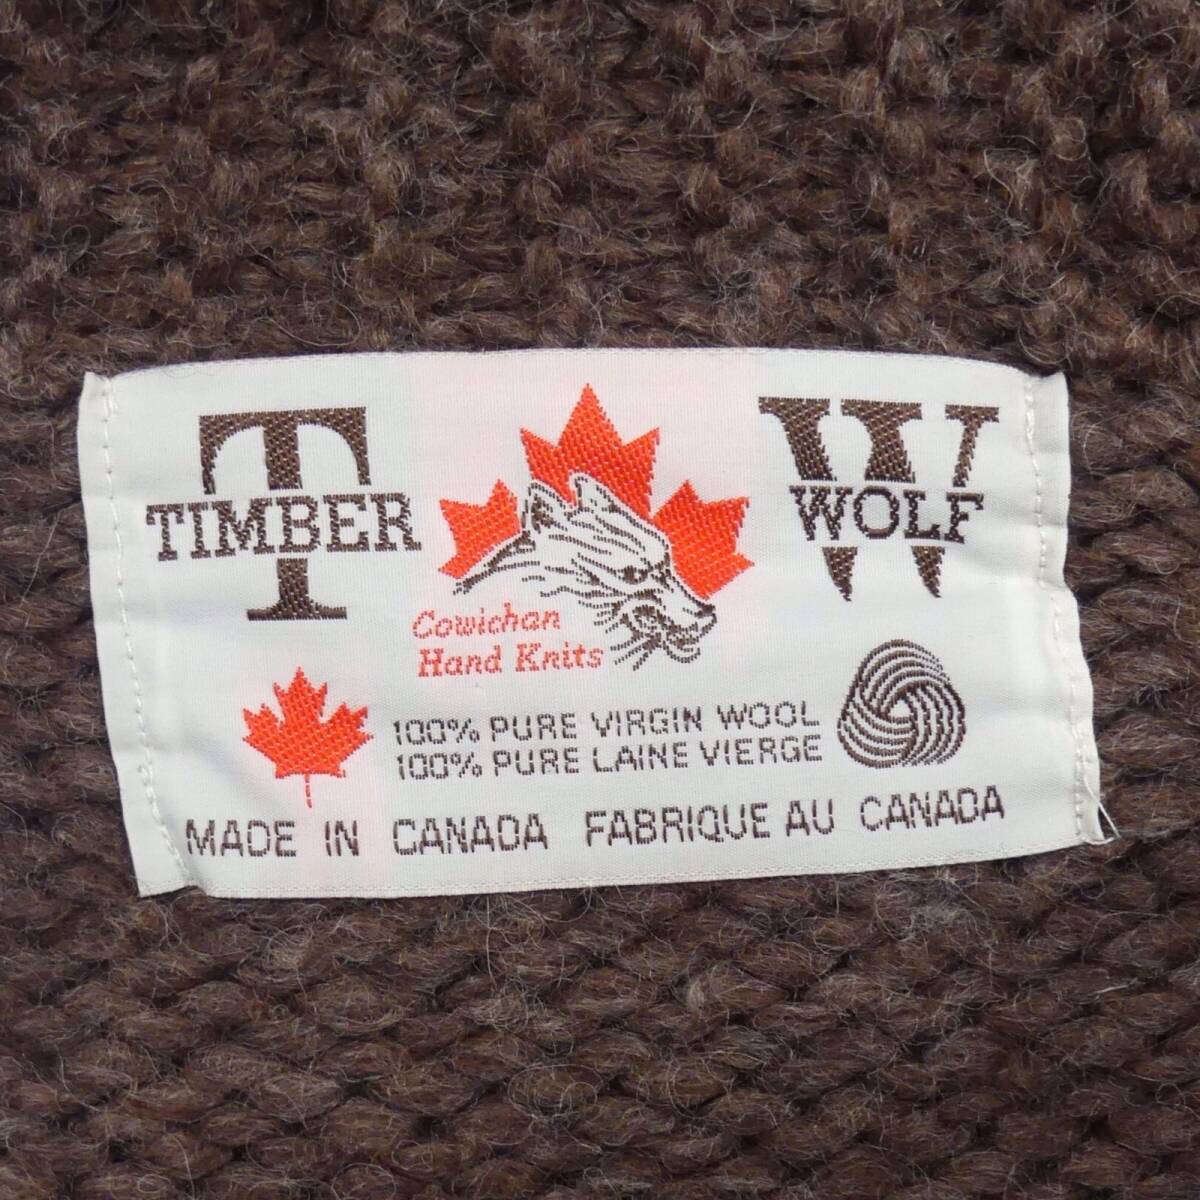 T
TIMBER
W
WOLF
Cowichan
Hand Knits
100% PURE VIRGIN WOOL
100% PURE LAINE VIERGE
MADE IN CANADA FABRIQUE AU CANADA